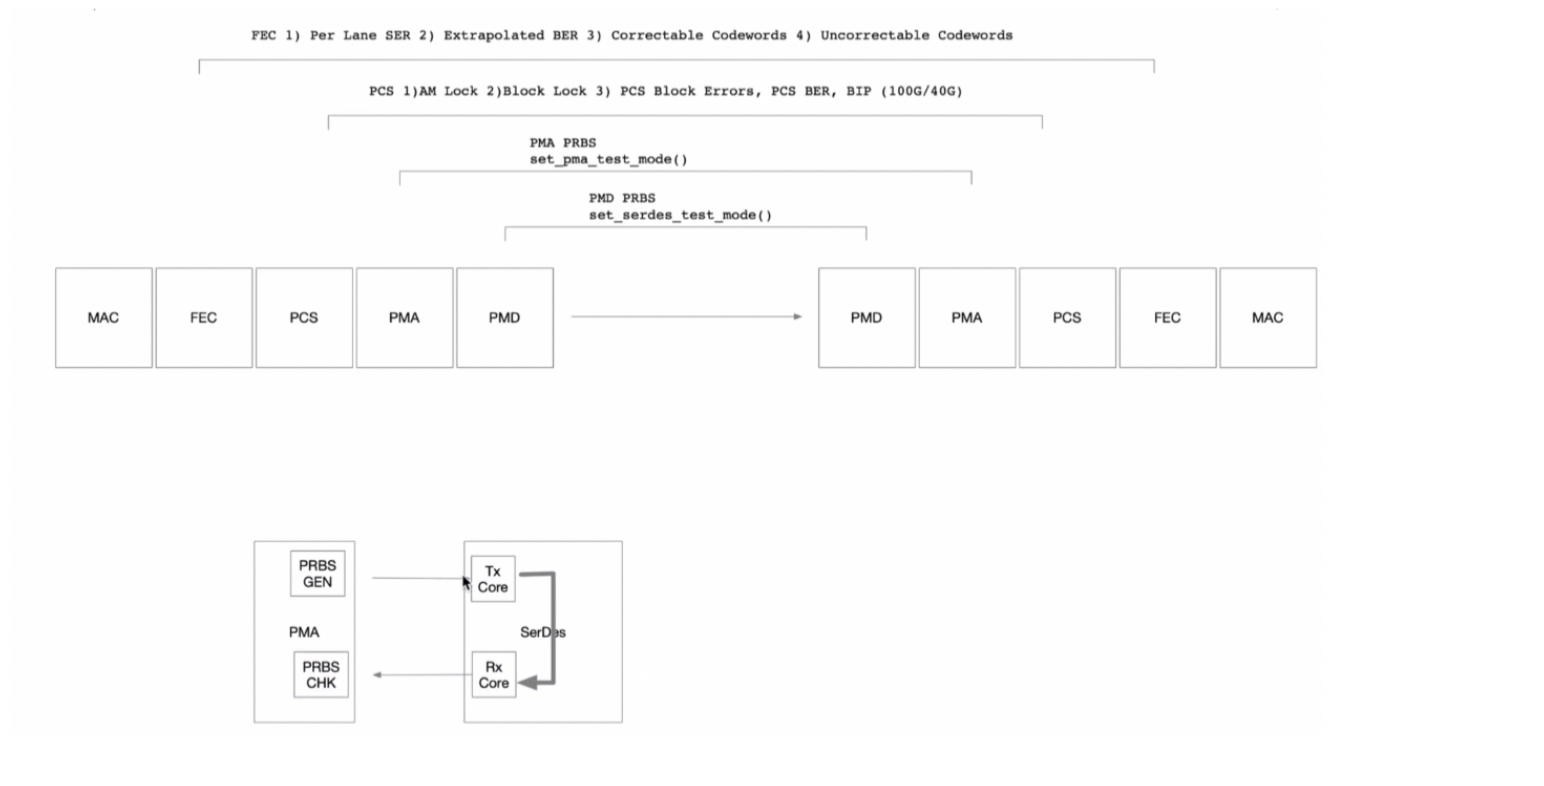 FEC 1) Per Lane SER 2) Extrapolated BER 3) Correctable Codewords 4) Uncorrectable Codewords
PCS 1)AM Lock 2)Block Lock 3) PCS Block Errors, PCS BER, BIP (100G/40G)
PMA PRBS
set_pma_test_mode()
PMD PRBS
set_serdes_test_mode()
MAC
FEC
PCS
PMA
PMD
PMD
PMA
PCS
FEC
MAC
PRBS
GEN
PMA
PRBS
CHK
Tx
Core
SerDes
Rx
Core